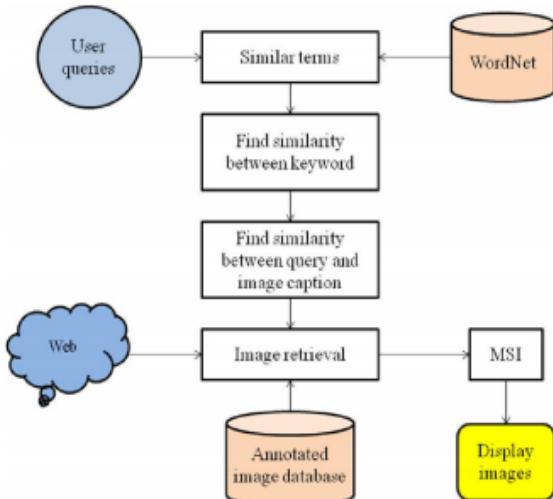 User
queries
Similar terms
WordNet
Find similarity
between keyword
Find similarity
between query and
image caption
Web
Image retrieval
MSI
Annotated
image database
Display
images